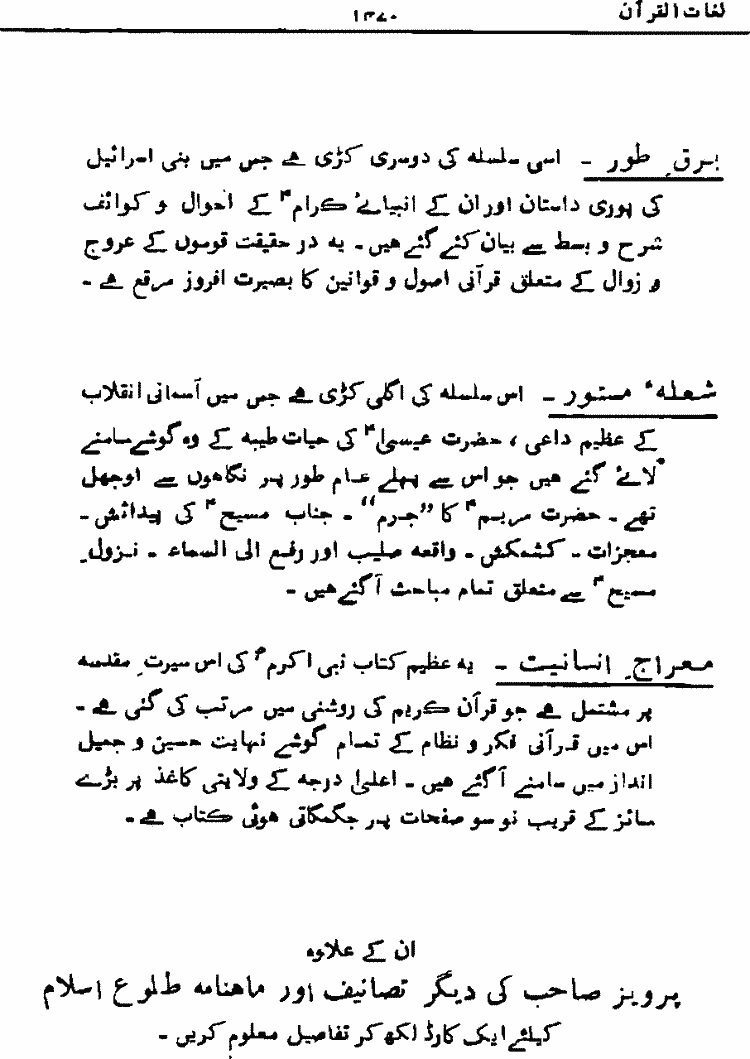 لغات القرآن
۱۳۷۰
برقِ طور ۔ اسی سلسلہ کی دوسری کڑی ہے جس میں بنی اسرائیل
کی پوری داستان اور ان کے انبیائے کرامؑ کے احوال و کوائف
شرح و بسط سے بیان کئے گئے ہیں۔ یہ در حقیقت قوموں کے عروج
و زوال کے متعلق قرآنی اصول و قوانین کا بصیرت افروز مرقع ہے ۔
شعلۂ مستور ۔ اس سلسلہ کی اگلی کڑی ہے جس میں آسمانی انقلاب
کے عظیم داعی ، حضرت عیسیٰؑ کی حیات طیبہ کے وہ گوشے سامنے
لائے گئے ہیں جو اس سے پہلے عام طور پر نگاہوں سے اوجھل
تھے ۔ حضرت مریمؑ کا ”جرم“ ۔ جناب مسیحؑ کی پیدائش ۔
معجزات ۔ کشمکش ۔ واقعہ صلیب اور رفع الی السماء ۔ نزولِ
مسیحؑ سے متعلق تمام مباحث آ گئے ہیں ۔
معراجِ انسانیت ۔ یہ عظیم کتاب نبی اکرمؐ کی اس سیرتِ مقدسہ
پر مشتمل ہے جو قرآن کریم کی روشنی میں مرتب کی گئی ہے ۔
اس میں قرآنی فکر و نظام کے تمام گوشے نہایت حسین و جمیل
انداز میں سامنے آ گئے ہیں ۔ اعلیٰ درجہ کے ولایتی کاغذ پر بڑے
سائز کے قریب نو سو صفحات پر جگمگاتی ہوئی کتاب ہے ۔
ان کے علاوہ
پرویز صاحب کی دیگر تصانیف اور ماہنامہ طلوع اسلام
کیلئے ایک کارڈ لکھ کر تفاصیل معلوم کریں ۔